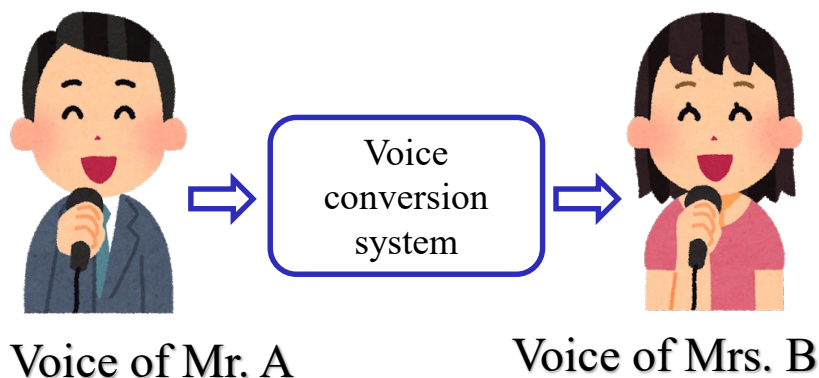 Voice
conversion
system
Voice of Mr. A
Voice of Mrs. B